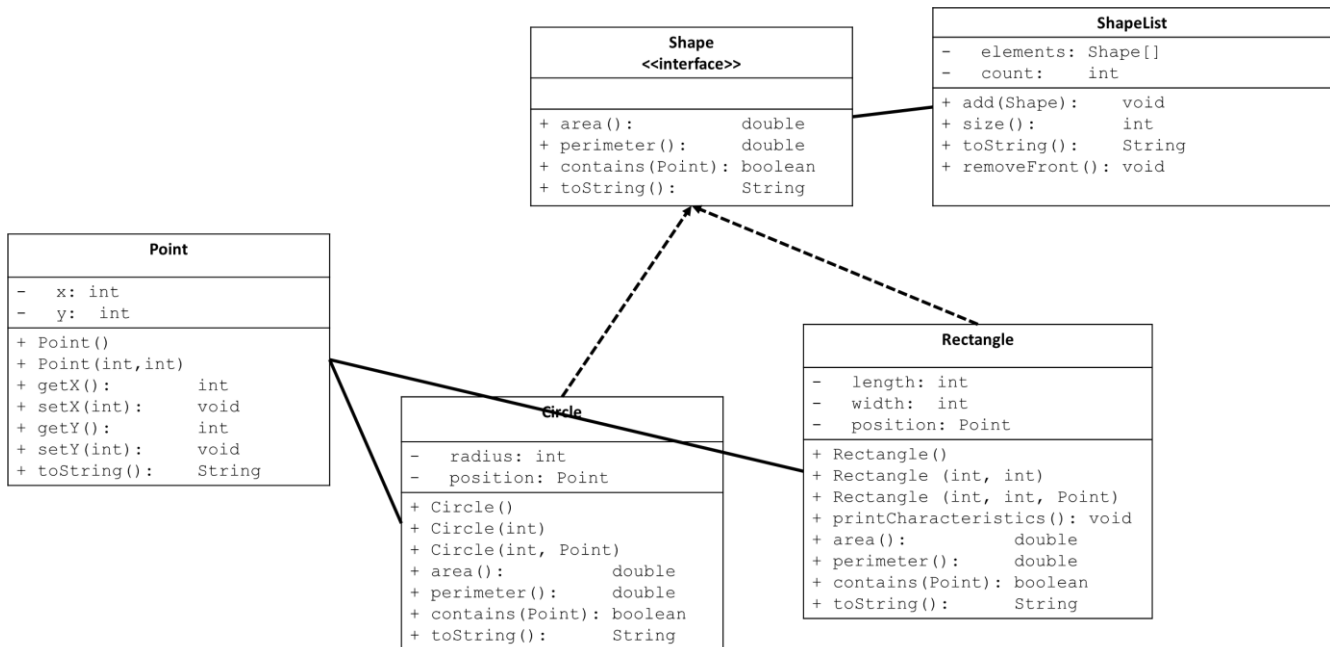 Shape
<<interface>>
+ area(): double
+ perimeter(): double
+ contains(Point): boolean
+ toString(): String
ShapeList
- elements: Shape[]
- count: int
+ add(Shape): void
+ size(): int
+ toString(): String
+ removeFront(): void
Point
- x: int
- y: int
+ Point()
+ Point(int,int)
+ getX(): int
+ setX(int): void
+ getY(): int
+ setY(int): void
+ toString(): String
Circle
- radius: int
- position: Point
+ Circle()
+ Circle(int)
+ Circle(int, Point)
+ area(): double
+ perimeter(): double
+ contains(Point): boolean
+ toString(): String
Rectangle
- length: int
- width: int
- position: Point
+ Rectangle()
+ Rectangle (int, int)
+ Rectangle (int, int, Point)
+ printCharacteristics(): void
+ area(): double
+ perimeter(): double
+ contains(Point): boolean
+ toString(): String